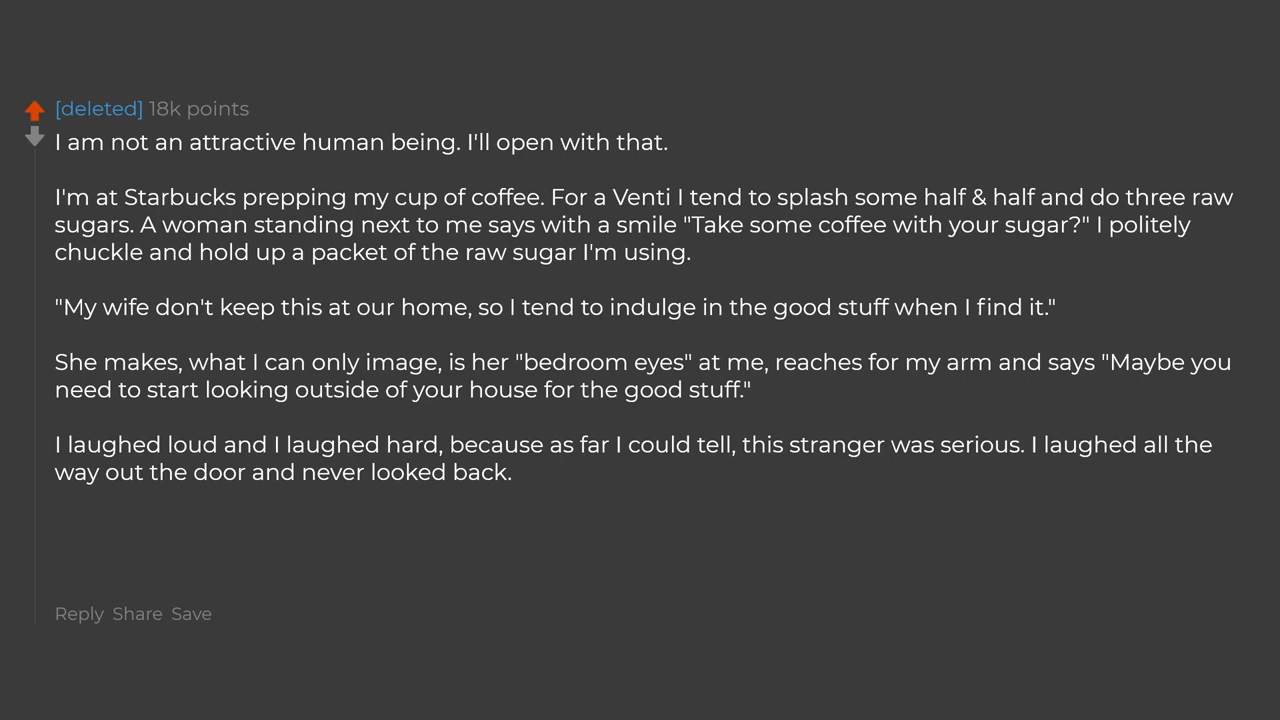 [deleted] 18k points
I am not an attractive human being. I'll open with that.
I'm at Starbucks prepping my cup of coffee. For a Venti I tend to splash some half & half and do three raw
sugars. A woman standing next to me says with a smile "Take some coffee with your sugar?" I politely
chuckle and hold up a packet of the raw sugar I'm using.
"My wife don't keep this at our home, so I tend to indulge in the good stuff when I find it."
She makes, what I can only image, is her "bedroom eyes" at me, reaches for my arm and says "Maybe you
need to start looking outside of your house for the good stuff."
I laughed loud and I laughed hard, because as far I could tell, this stranger was serious. I laughed all the
way out the door and never looked back.
Reply Share Save